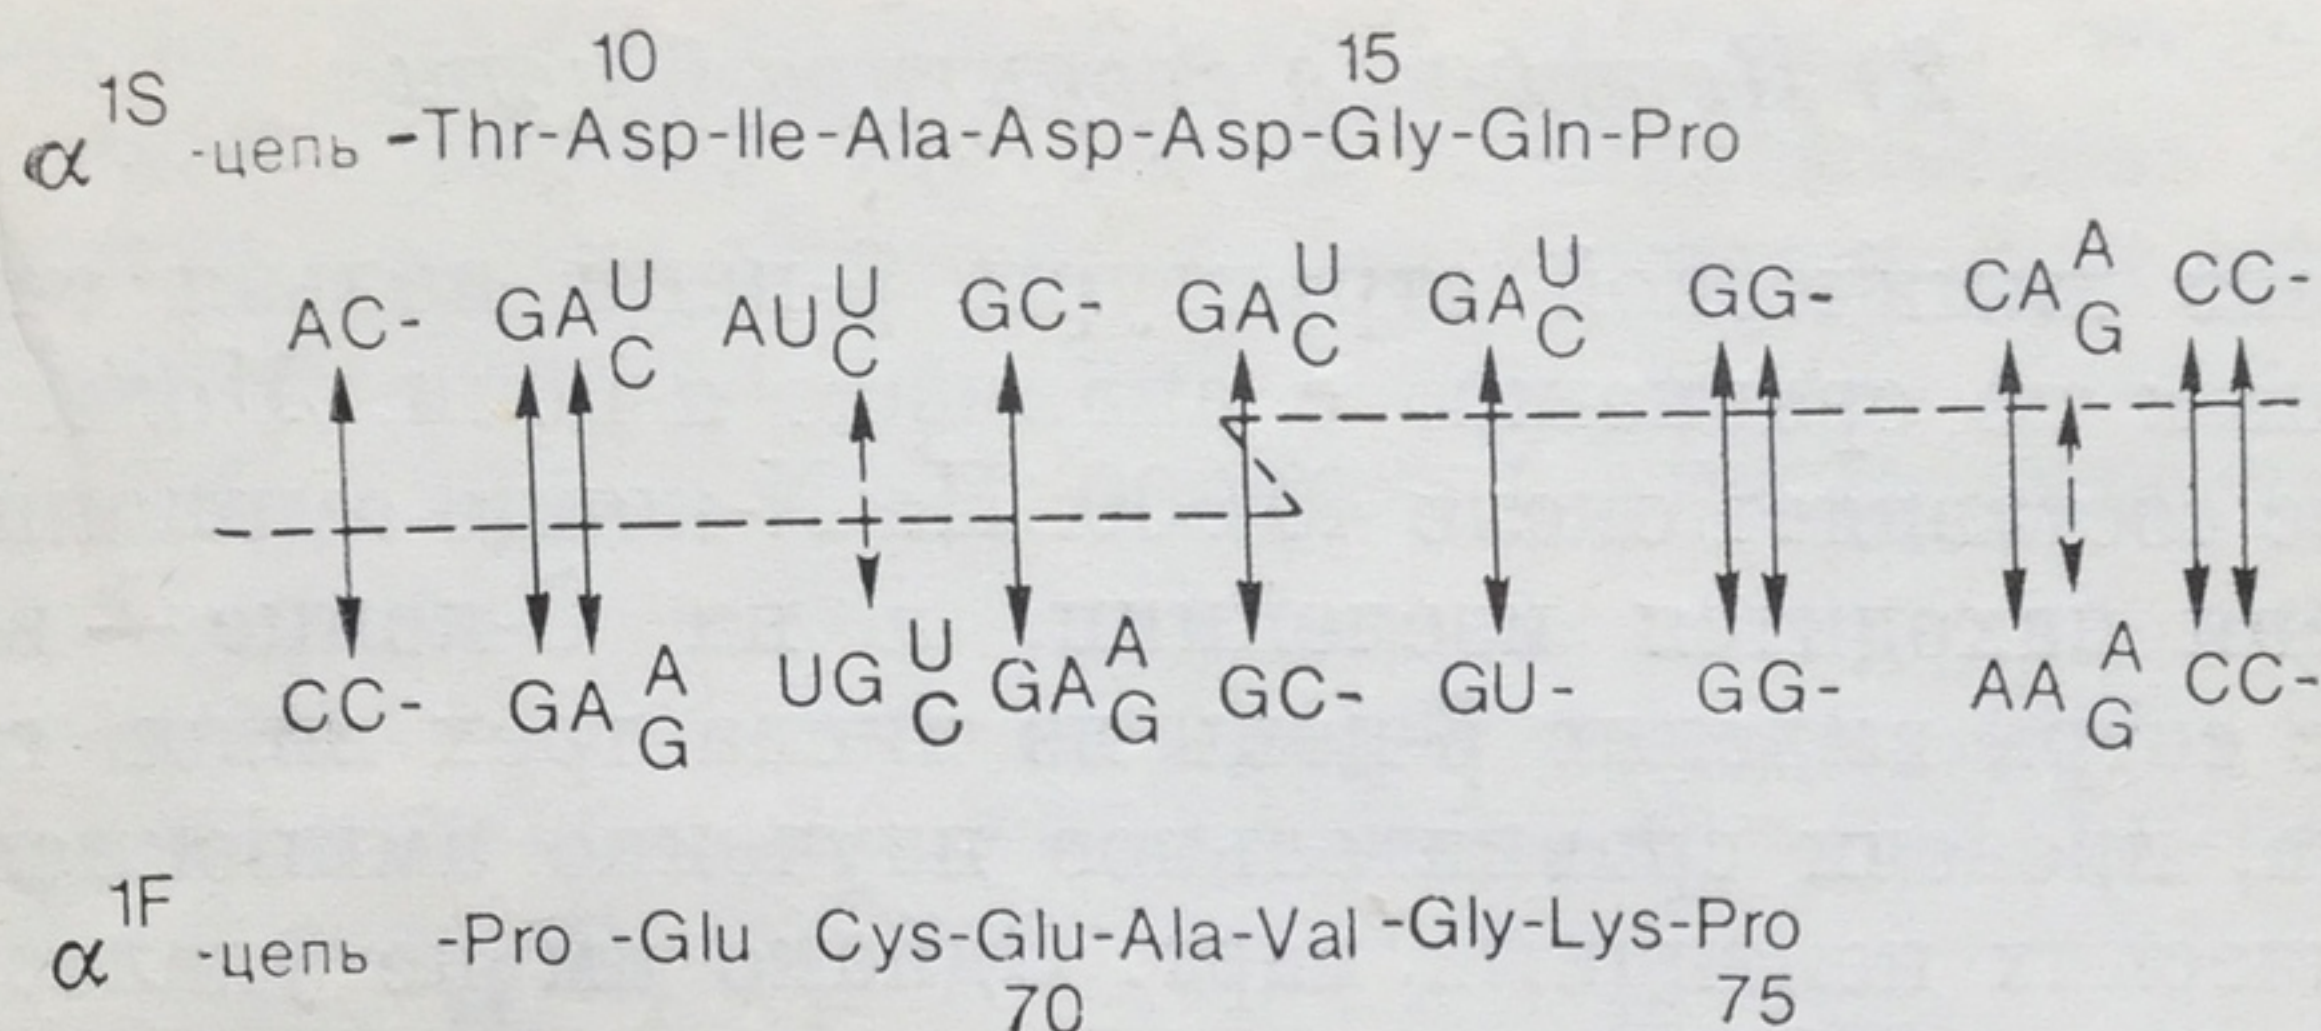 10 15
α 1S -цепь -Thr-Asp-Ile-Ala-Asp-Asp-Gly-Gln-Pro
AC- GA U C AU U C GC- GA U C GA U C GG- CA A G CC-
CC- GA A G UG U C GA A G GC- GU- GG- AA A G CC-
α 1F -цепь -Pro -Glu Cys-Glu-Ala-Val -Gly-Lys-Pro
70 75